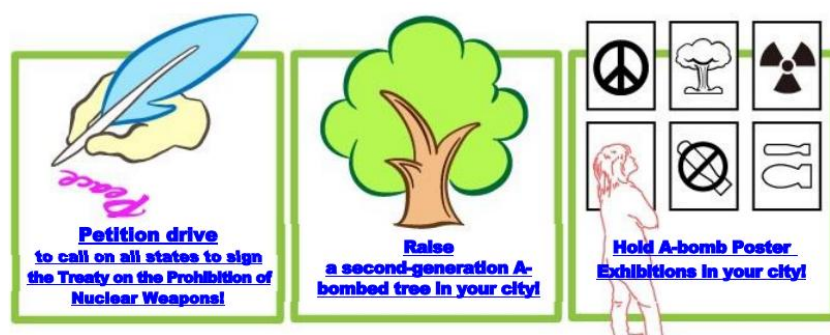 Peace
Petition drive
to call on all states to sign
the Treaty on the Prohibition of
Nuclear Weapons!
Raise
a second-generation A-
bombed tree in your city!
Hold A-bomb Poster
Exhibitions in your city!